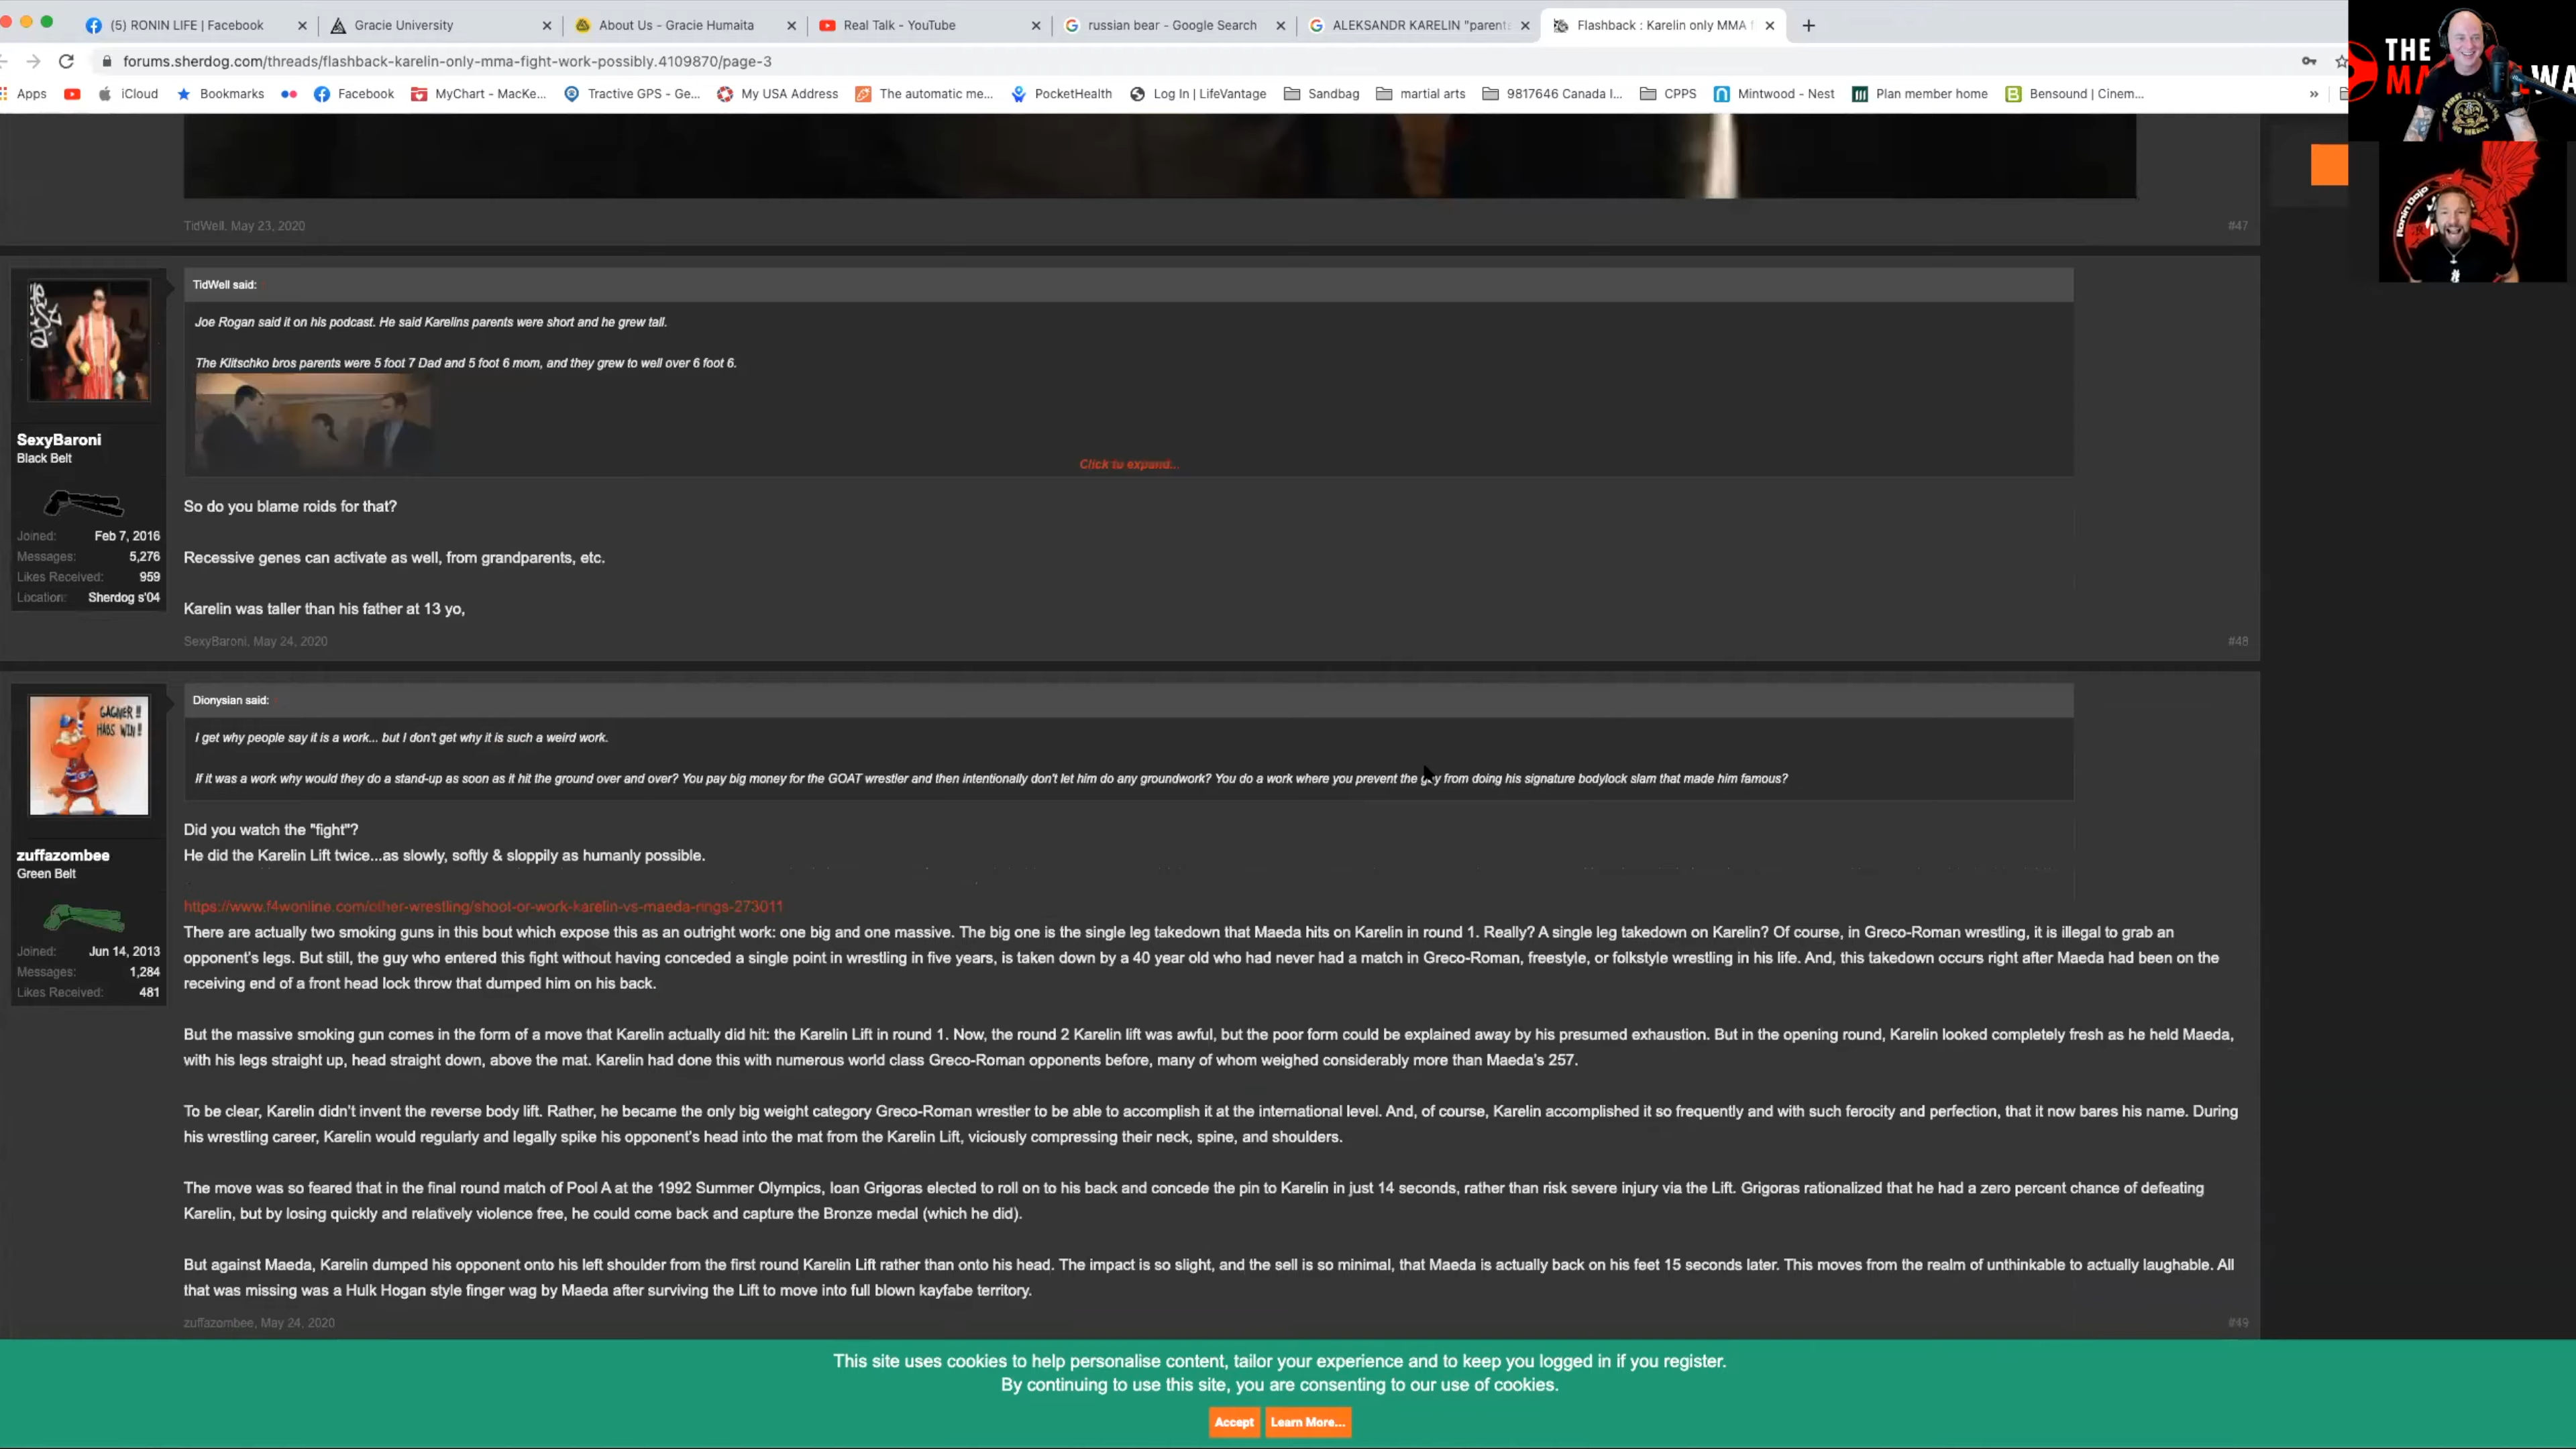 (5) RONIN LIFE | Facebook
Gracie University
About Us - Gracie Humaita
Real Talk - YouTube
russian bear - Google Search
ALEKSANDR KARELIN "parent
Flashback : Karelin only MMA
forums.sherdog.com/threads/flashback-karelin-only-mma-fight-work-possibly.4109870/page-3
Apps
iCloud
Bookmarks
Facebook
MyChart - MacKe...
Tractive GPS - Ge...
My USA Address
The automatic me...
PocketHealth
Log In | LifeVantage
Sandbag
martial arts
9817646 Canada I...
CPPS
Mintwood - Nest
Plan member home
Bensound | Cinem...
»
THE
Ronin Dojo
TidWell, May 23, 2020
#47
TidWell said:
Joe Rogan said it on his podcast. He said Karelins parents were short and he grew tall.
The Klitschko bros parents were 5 foot 7 Dad and 5 foot 6 mom, and they grew to well over 6 foot 6.
Click to expand...
SexyBaroni
Black Belt
Joined: Feb 7, 2016
Messages: 5,276
Likes Received: 959
Location: Sherdog s'04
So do you blame roids for that?
Recessive genes can activate as well, from grandparents, etc.
Karelin was taller than his father at 13 yo,
SexyBaroni, May 24, 2020
#48
GAGNER !!
HABS WIN !!
zuffazombee
Green Belt
Joined: Jun 14, 2013
Messages: 1,284
Likes Received: 481
Dionysian said:
I get why people say it is a work... but I don't get why it is such a weird work.
If it was a work why would they do a stand-up as soon as it hit the ground over and over? You pay big money for the GOAT wrestler and then intentionally don't let him do any groundwork? You do a work where you prevent the guy from doing his signature bodylock slam that made him famous?
Did you watch the "fight"?
He did the Karelin Lift twice...as slowly, softly & sloppily as humanly possible.
https://www.f4wonline.com/other-wrestling/shoot-or-work-karelin-vs-maeda-rings-273011
There are actually two smoking guns in this bout which expose this as an outright work: one big and one massive. The big one is the single leg takedown that Maeda hits on Karelin in round 1. Really? A single leg takedown on Karelin? Of course, in Greco-Roman wrestling, it is illegal to grab an
opponent's legs. But still, the guy who entered this fight without having conceded a single point in wrestling in five years, is taken down by a 40 year old who had never had a match in Greco-Roman, freestyle, or folkstyle wrestling in his life. And, this takedown occurs right after Maeda had been on the
receiving end of a front head lock throw that dumped him on his back.
But the massive smoking gun comes in the form of a move that Karelin actually did hit: the Karelin Lift in round 1. Now, the round 2 Karelin lift was awful, but the poor form could be explained away by his presumed exhaustion. But in the opening round, Karelin looked completely fresh as he held Maeda,
with his legs straight up, head straight down, above the mat. Karelin had done this with numerous world class Greco-Roman opponents before, many of whom weighed considerably more than Maeda's 257.
To be clear, Karelin didn't invent the reverse body lift. Rather, he became the only big weight category Greco-Roman wrestler to be able to accomplish it at the international level. And, of course, Karelin accomplished it so frequently and with such ferocity and perfection, that it now bares his name. During
his wrestling career, Karelin would regularly and legally spike his opponent's head into the mat from the Karelin Lift, viciously compressing their neck, spine, and shoulders.
The move was so feared that in the final round match of Pool A at the 1992 Summer Olympics, Ioan Grigoras elected to roll on to his back and concede the pin to Karelin in just 14 seconds, rather than risk severe injury via the Lift. Grigoras rationalized that he had a zero percent chance of defeating
Karelin, but by losing quickly and relatively violence free, he could come back and capture the Bronze medal (which he did).
But against Maeda, Karelin dumped his opponent onto his left shoulder from the first round Karelin Lift rather than onto his head. The impact is so slight, and the sell is so minimal, that Maeda is actually back on his feet 15 seconds later. This moves from the realm of unthinkable to actually laughable. All
that was missing was a Hulk Hogan style finger wag by Maeda after surviving the Lift to move into full blown kayfabe territory.
zuffazombee, May 24, 2020
#49
This site uses cookies to help personalise content, tailor your experience and to keep you logged in if you register.
By continuing to use this site, you are consenting to our use of cookies.
Accept
Learn More...